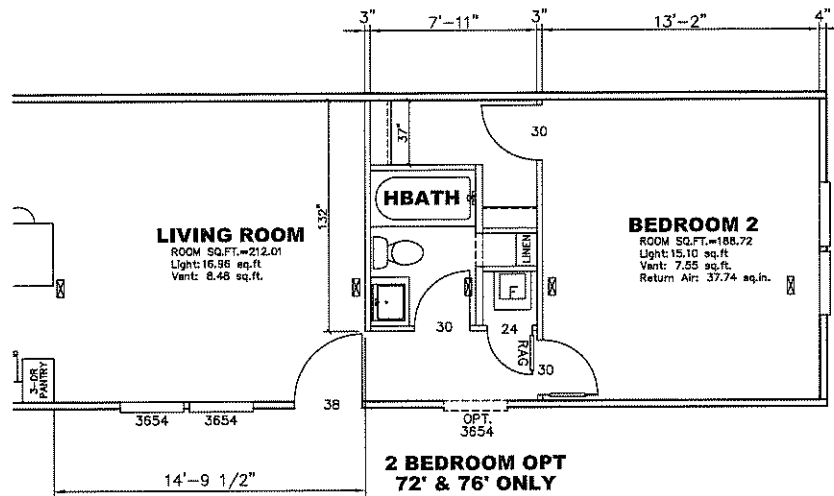 3"
7'-11"
3"
13'-2"
4"
37"
30
132"
HBATH
LIVING ROOM
ROOM SQ.FT.=212.01
Light: 16.96 sq.ft
Vent: 8.48 sq.ft.
BEDROOM 2
ROOM SQ.FT.=188.72
Light: 15.10 sq.ft
Vent: 7.55 sq.ft.
Return Air: 37.74 sq.in.
LINEN
F
30
24
RAG
30
3-DR
PANTRY
3654
3654
38
OPT.
3654
14'-9 1/2"
2 BEDROOM OPT
72' & 76' ONLY